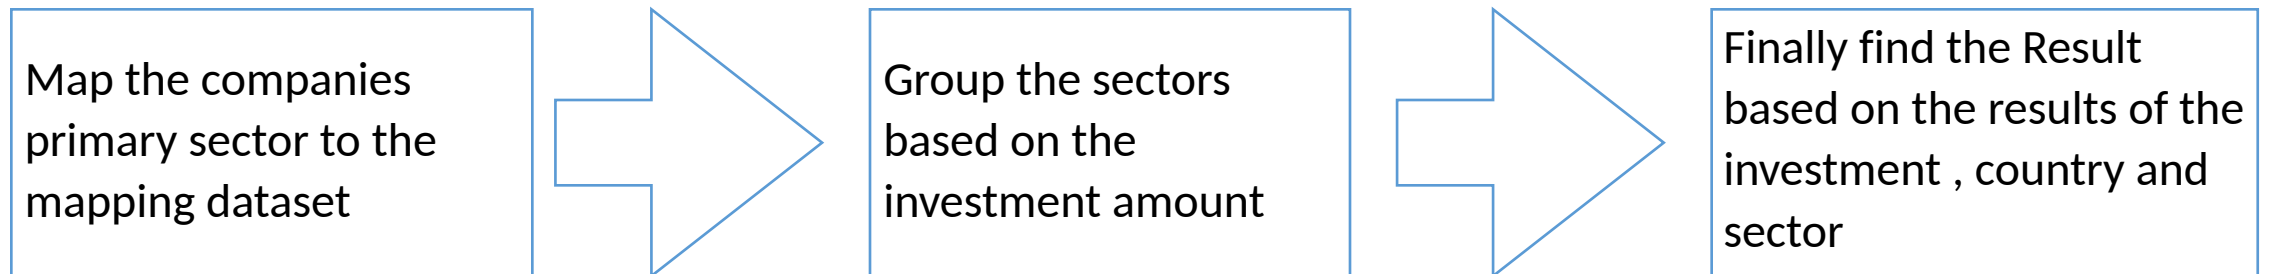 Map the companies
primary sector to the
mapping dataset
Group the sectors
based on the
investment amount
Finally find the Result
based on the results of the
investment , country and
sector